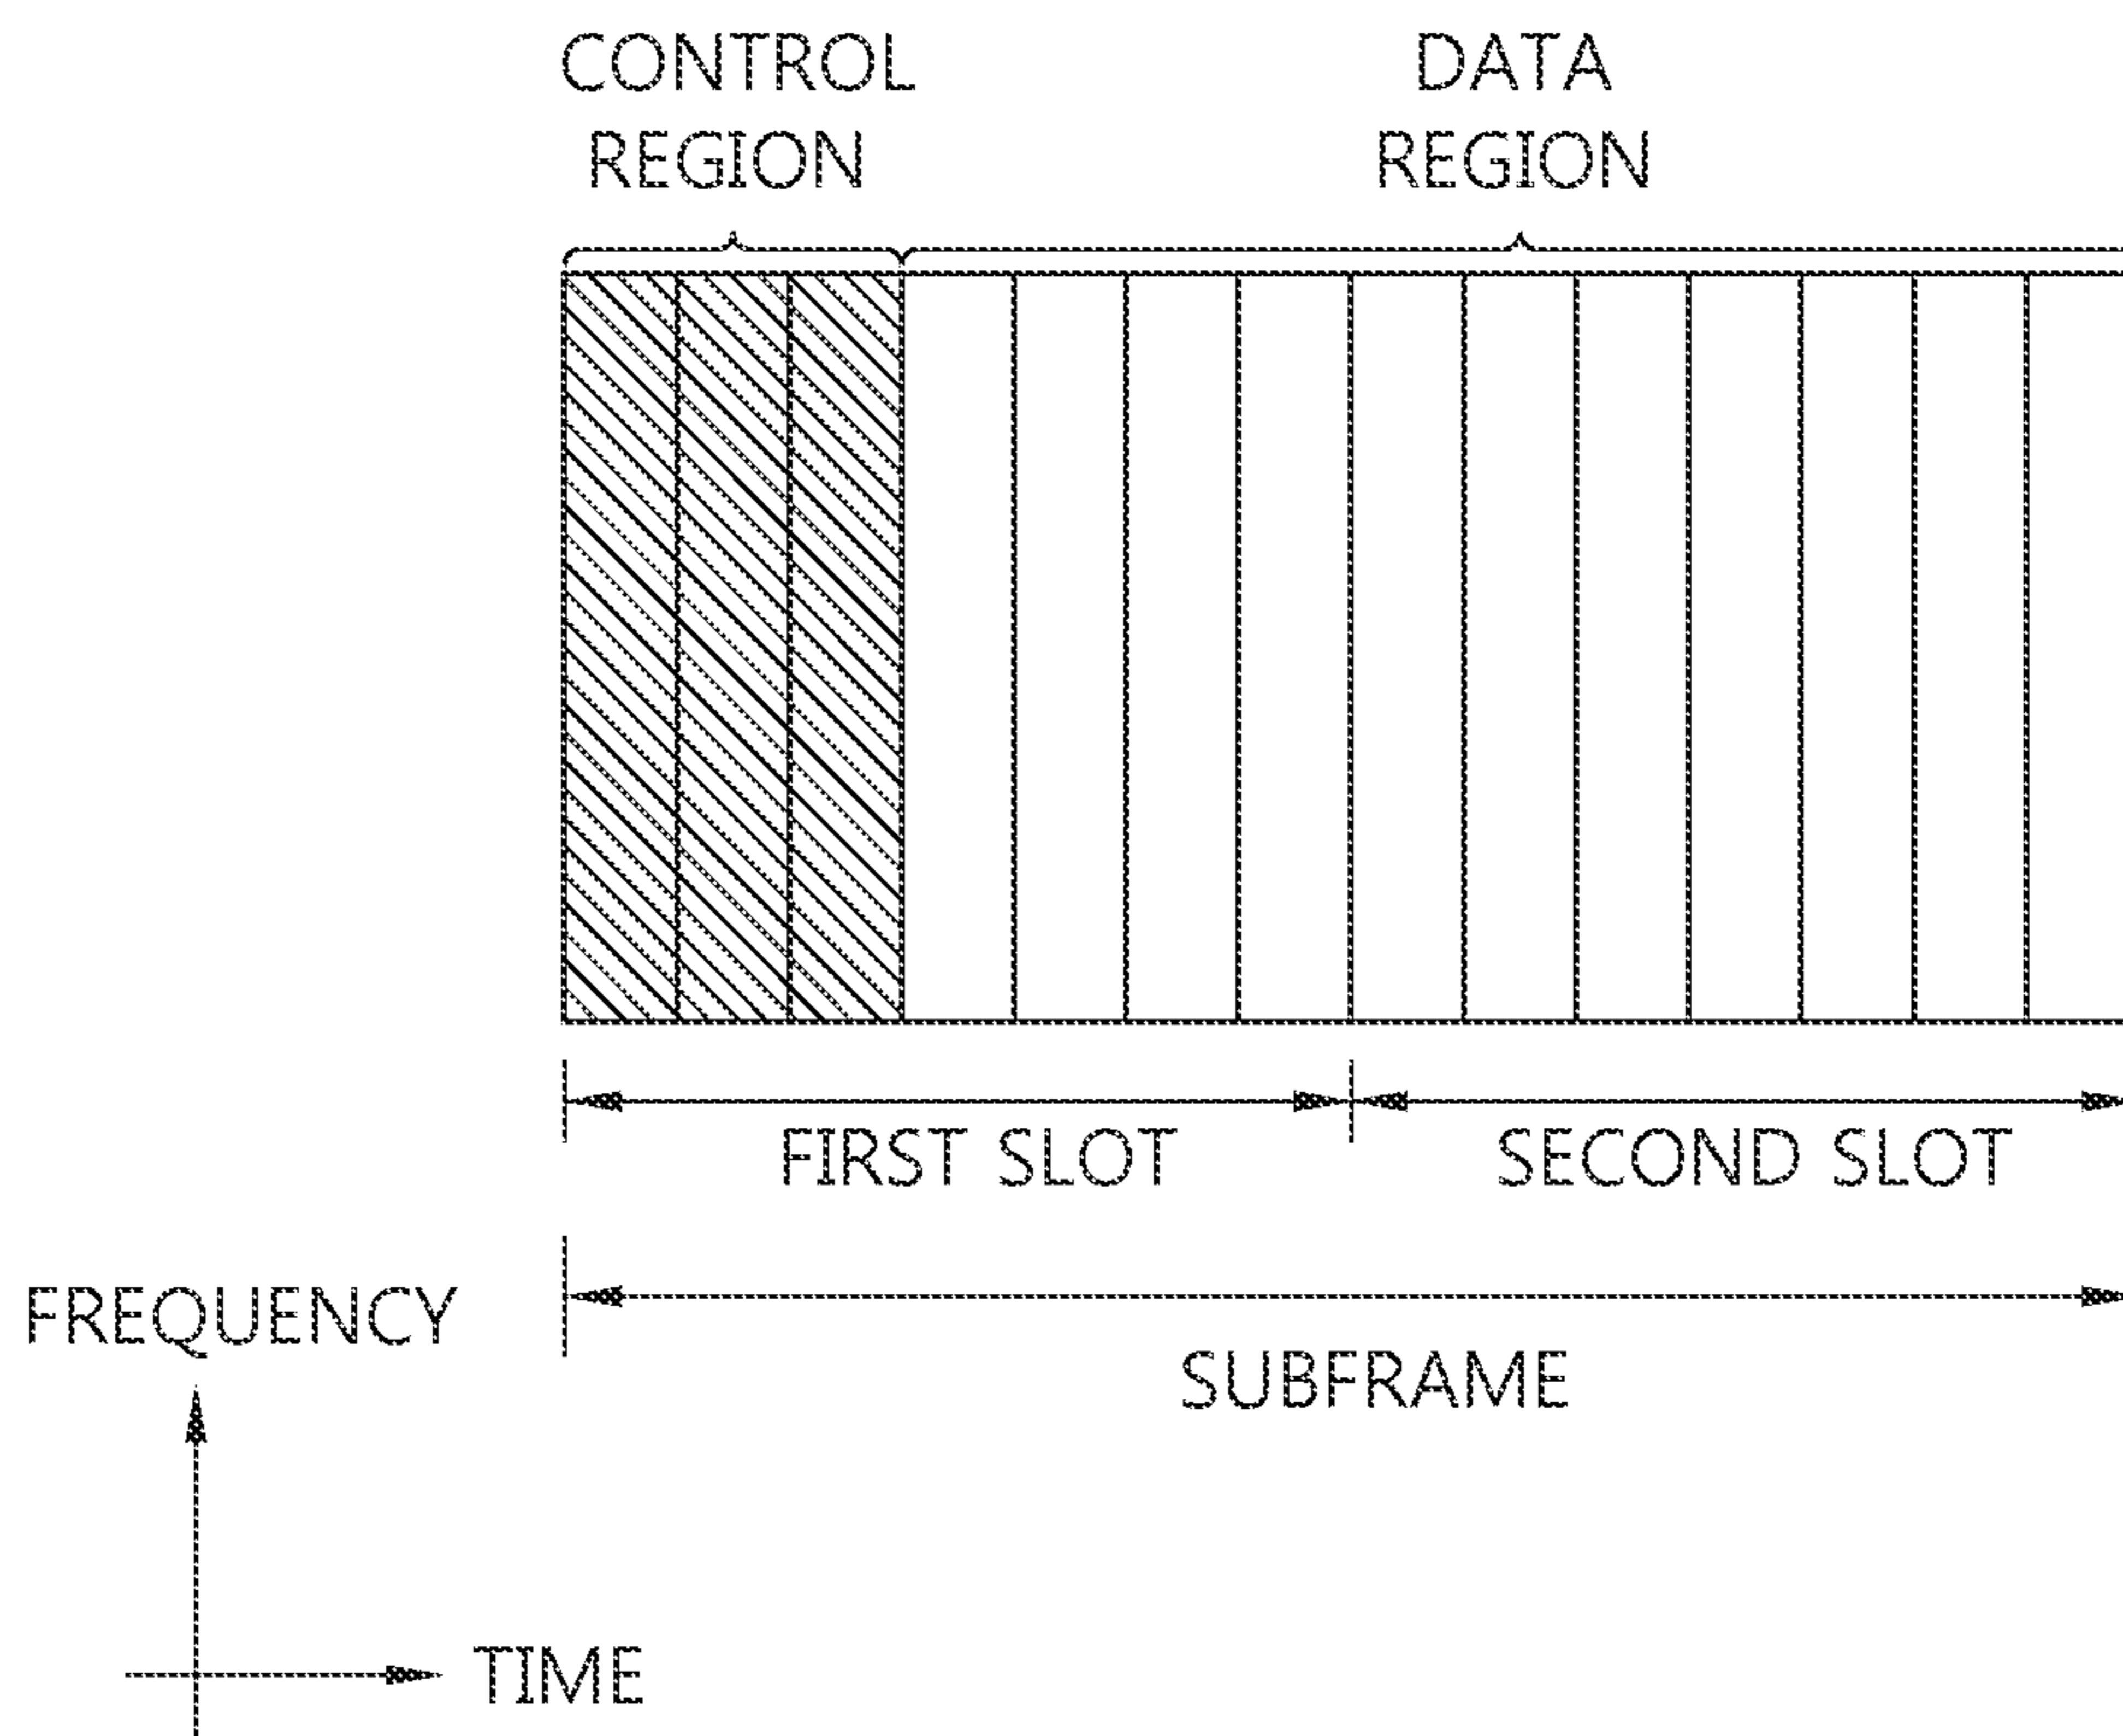 CONTROL
REGION
DATA
REGION
FIRST SLOT
SECOND SLOT
FREQUENCY
SUBFRAME
TIME